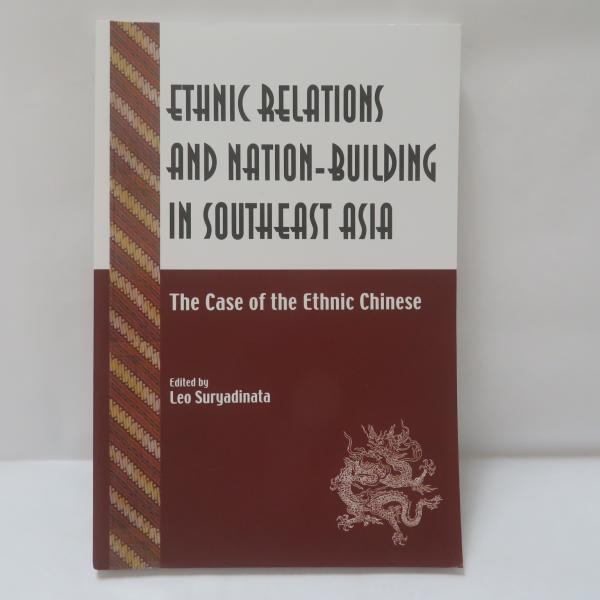 ETHNIC RELATIONS
AND NATION-BUILDING
IN SOUTHEAST ASIA
The Case of the Ethnic Chinese
Edited by
Leo Suryadinata